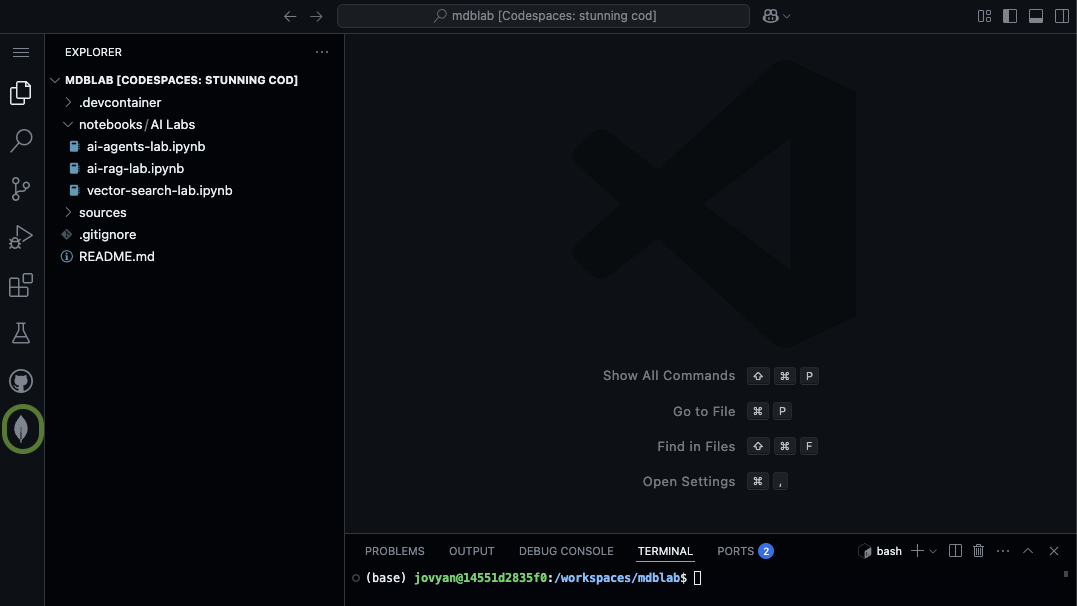 mdblab [Codespaces: stunning cod]
EXPLORER
MDBLAB [CODESPACES: STUNNING COD]
.devcontainer
notebooks / AI Labs
ai-agents-lab.ipynb
ai-rag-lab.ipynb
vector-search-lab.ipynb
sources
.gitignore
README.md
Show All Commands ⇧ ⌘ P
Go to File ⌘ P
Find in Files ⇧ ⌘ F
Open Settings ⌘ ,
PROBLEMS OUTPUT DEBUG CONSOLE TERMINAL PORTS 2 bash
(base) jovyan@14551d2835f0:/workspaces/mdblab$